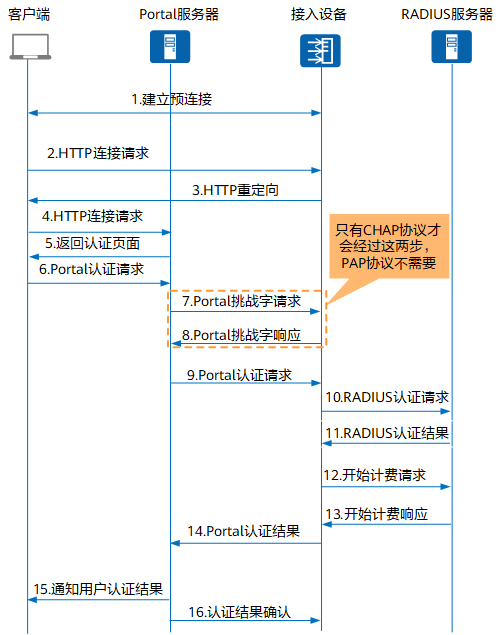 客户端
Portal服务器
接入设备
RADIUS服务器
1.建立预连接
2.HTTP连接请求
3.HTTP重定向
4.HTTP连接请求
5.返回认证页面
6.Portal认证请求
只有CHAP协议才
会经过这两步，
PAP协议不需要
7.Portal挑战字请求
8.Portal挑战字响应
9.Portal认证请求
10.RADIUS认证请求
11.RADIUS认证结果
12.开始计费请求
13.开始计费响应
14.Portal认证结果
15.通知用户认证结果
16.认证结果确认